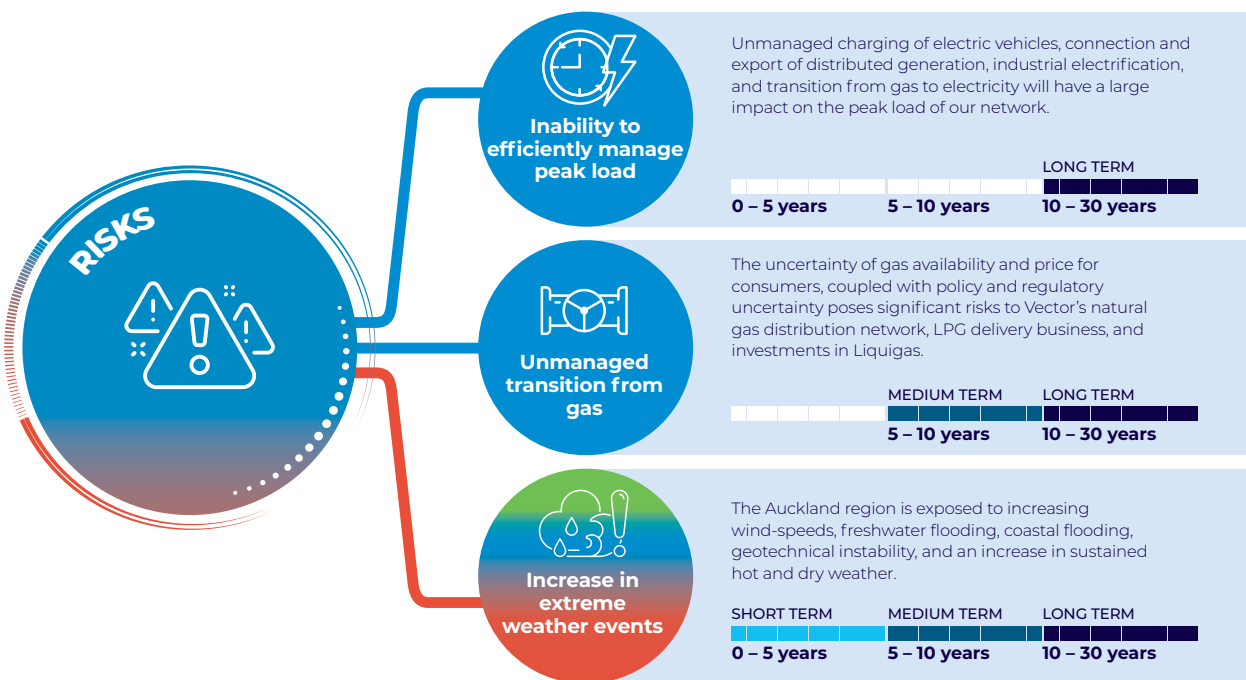 RISKS
Inability to
efficiently manage
peak load
Unmanaged charging of electric vehicles, connection and
export of distributed generation, industrial electrification,
and transition from gas to electricity will have a large
impact on the peak load of our network.
LONG TERM
0 – 5 years 5 – 10 years 10 – 30 years
Unmanaged
transition from
gas
The uncertainty of gas availability and price for
consumers, coupled with policy and regulatory
uncertainty poses significant risks to Vector’s natural
gas distribution network, LPG delivery business, and
investments in Liquigas.
MEDIUM TERM LONG TERM
5 – 10 years 10 – 30 years
Increase in
extreme
weather events
The Auckland region is exposed to increasing
wind-speeds, freshwater flooding, coastal flooding,
geotechnical instability, and an increase in sustained
hot and dry weather.
SHORT TERM MEDIUM TERM LONG TERM
0 – 5 years 5 – 10 years 10 – 30 years